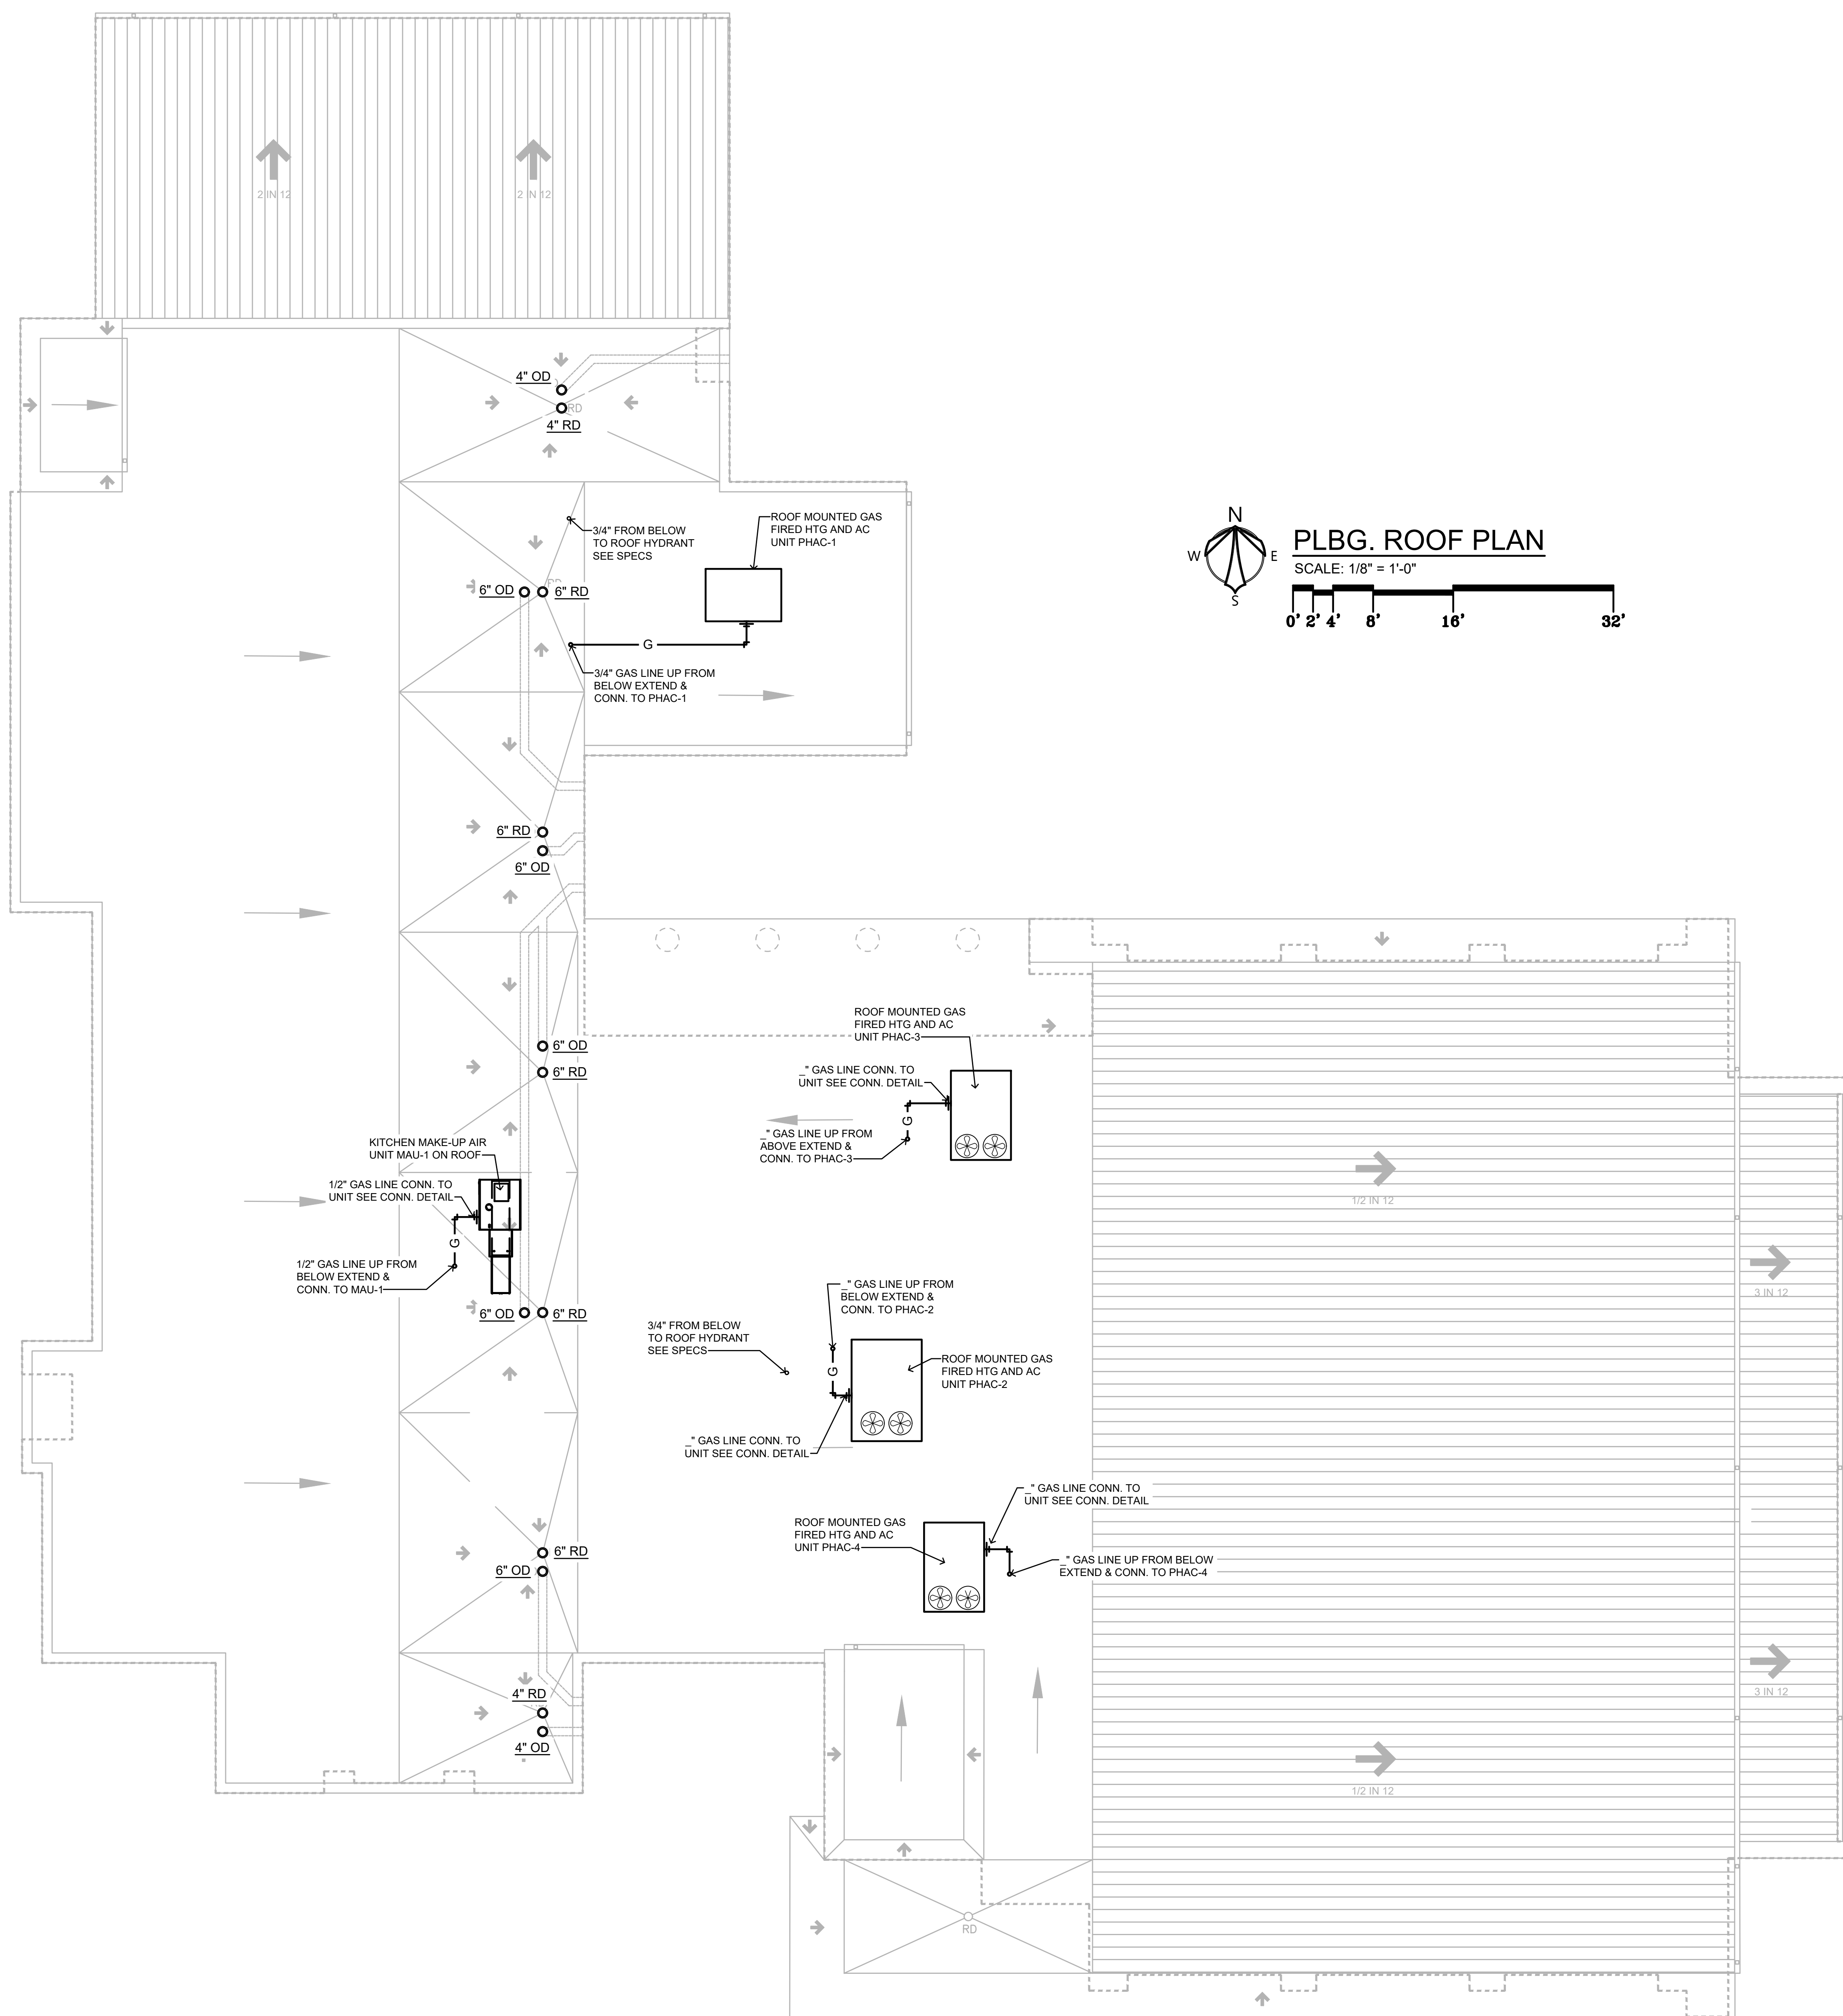 2 IN 12
2 IN 12
4" OD
RD
4" RD
3/4" FROM BELOW
TO ROOF HYDRANT
SEE SPECS
ROOF MOUNTED GAS
FIRED HTG AND AC
UNIT PHAC-1
6" OD
6" RD
G
3/4" GAS LINE UP FROM
BELOW EXTEND &
CONN. TO PHAC-1
N
W
E
S
PLBG. ROOF PLAN
SCALE: 1/8" = 1'-0"
0' 2' 4' 8' 16' 32'
6" RD
6" OD
6" OD
6" RD
ROOF MOUNTED GAS
FIRED HTG AND AC
UNIT PHAC-3
_" GAS LINE CONN. TO
UNIT SEE CONN. DETAIL
G
_" GAS LINE UP FROM
ABOVE EXTEND &
CONN. TO PHAC-3
KITCHEN MAKE-UP AIR
UNIT MAU-1 ON ROOF
1/2" GAS LINE CONN. TO
UNIT SEE CONN. DETAIL
G
1/2" GAS LINE UP FROM
BELOW EXTEND &
CONN. TO MAU-1
6" OD
6" RD
1/2 IN 12
3 IN 12
_" GAS LINE UP FROM
BELOW EXTEND &
CONN. TO PHAC-2
3/4" FROM BELOW
TO ROOF HYDRANT
SEE SPECS
G
ROOF MOUNTED GAS
FIRED HTG AND AC
UNIT PHAC-2
_" GAS LINE CONN. TO
UNIT SEE CONN. DETAIL
_" GAS LINE CONN. TO
UNIT SEE CONN. DETAIL
ROOF MOUNTED GAS
FIRED HTG AND AC
UNIT PHAC-4
_" GAS LINE UP FROM BELOW
EXTEND & CONN. TO PHAC-4
6" RD
6" OD
4" RD
4" OD
3 IN 12
1/2 IN 12
RD